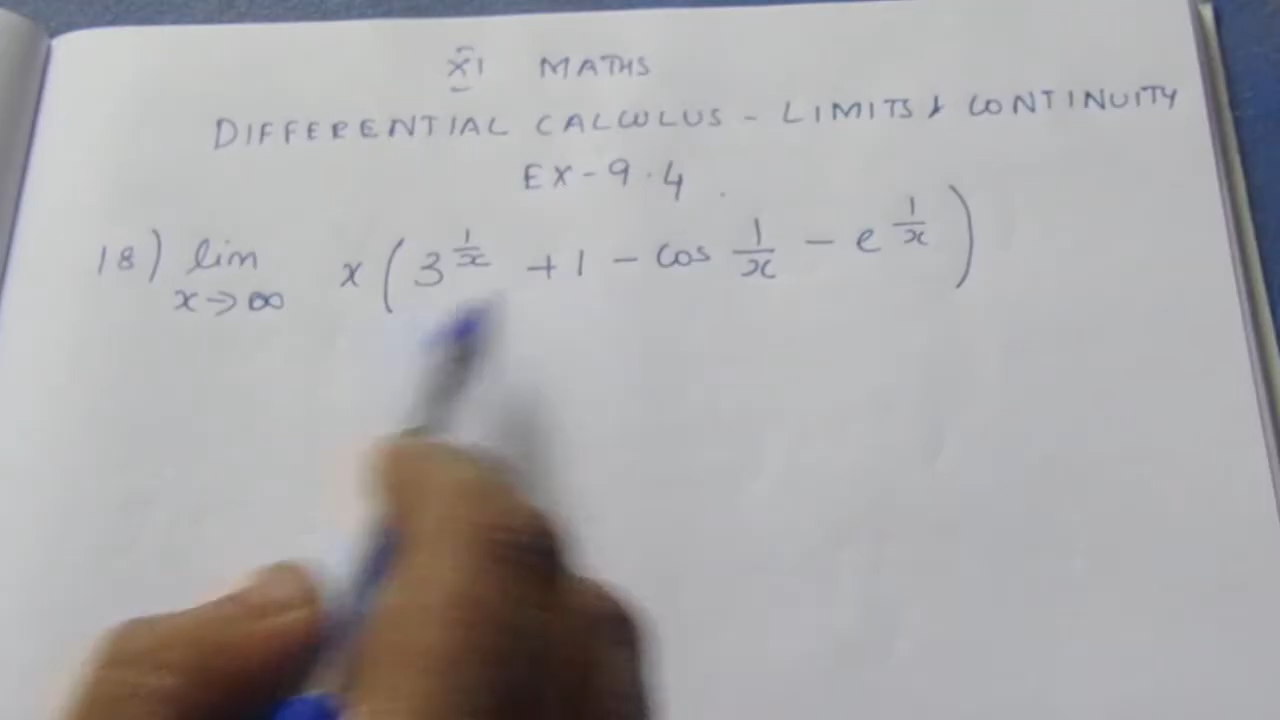 XI MATHS
DIFFERENTIAL CALCULUS - LIMITS & CONTINUITY
EX-9.4
18) lim x→∞ x(3^(1/x) + 1 - cos 1/x - e^(1/x))